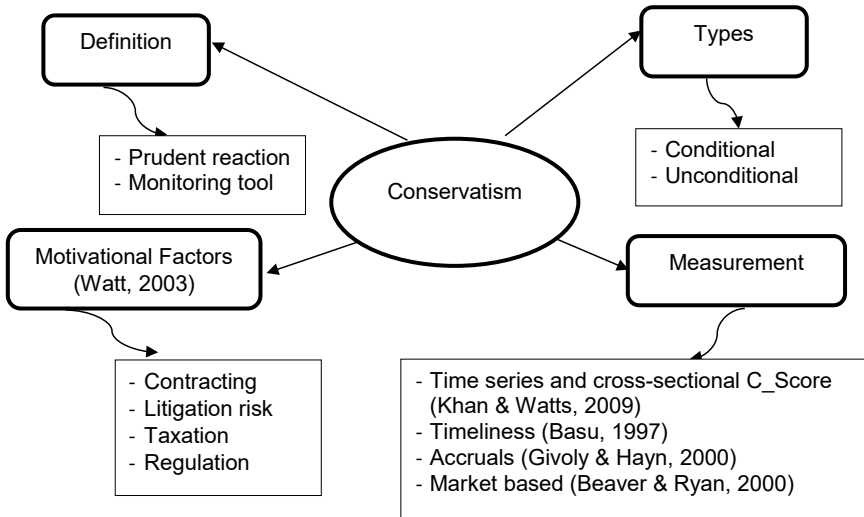 Definition
Types
- Prudent reaction
- Monitoring tool
- Conditional
- Unconditional
Conservatism
Motivational Factors
(Watt, 2003)
Measurement
- Contracting
- Litigation risk
- Taxation
- Regulation
- Time series and cross-sectional C_Score
(Khan & Watts, 2009)
- Timeliness (Basu, 1997)
- Accruals (Givoly & Hayn, 2000)
- Market based (Beaver & Ryan, 2000)